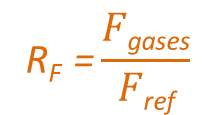 R_F = F_gases / F_ref